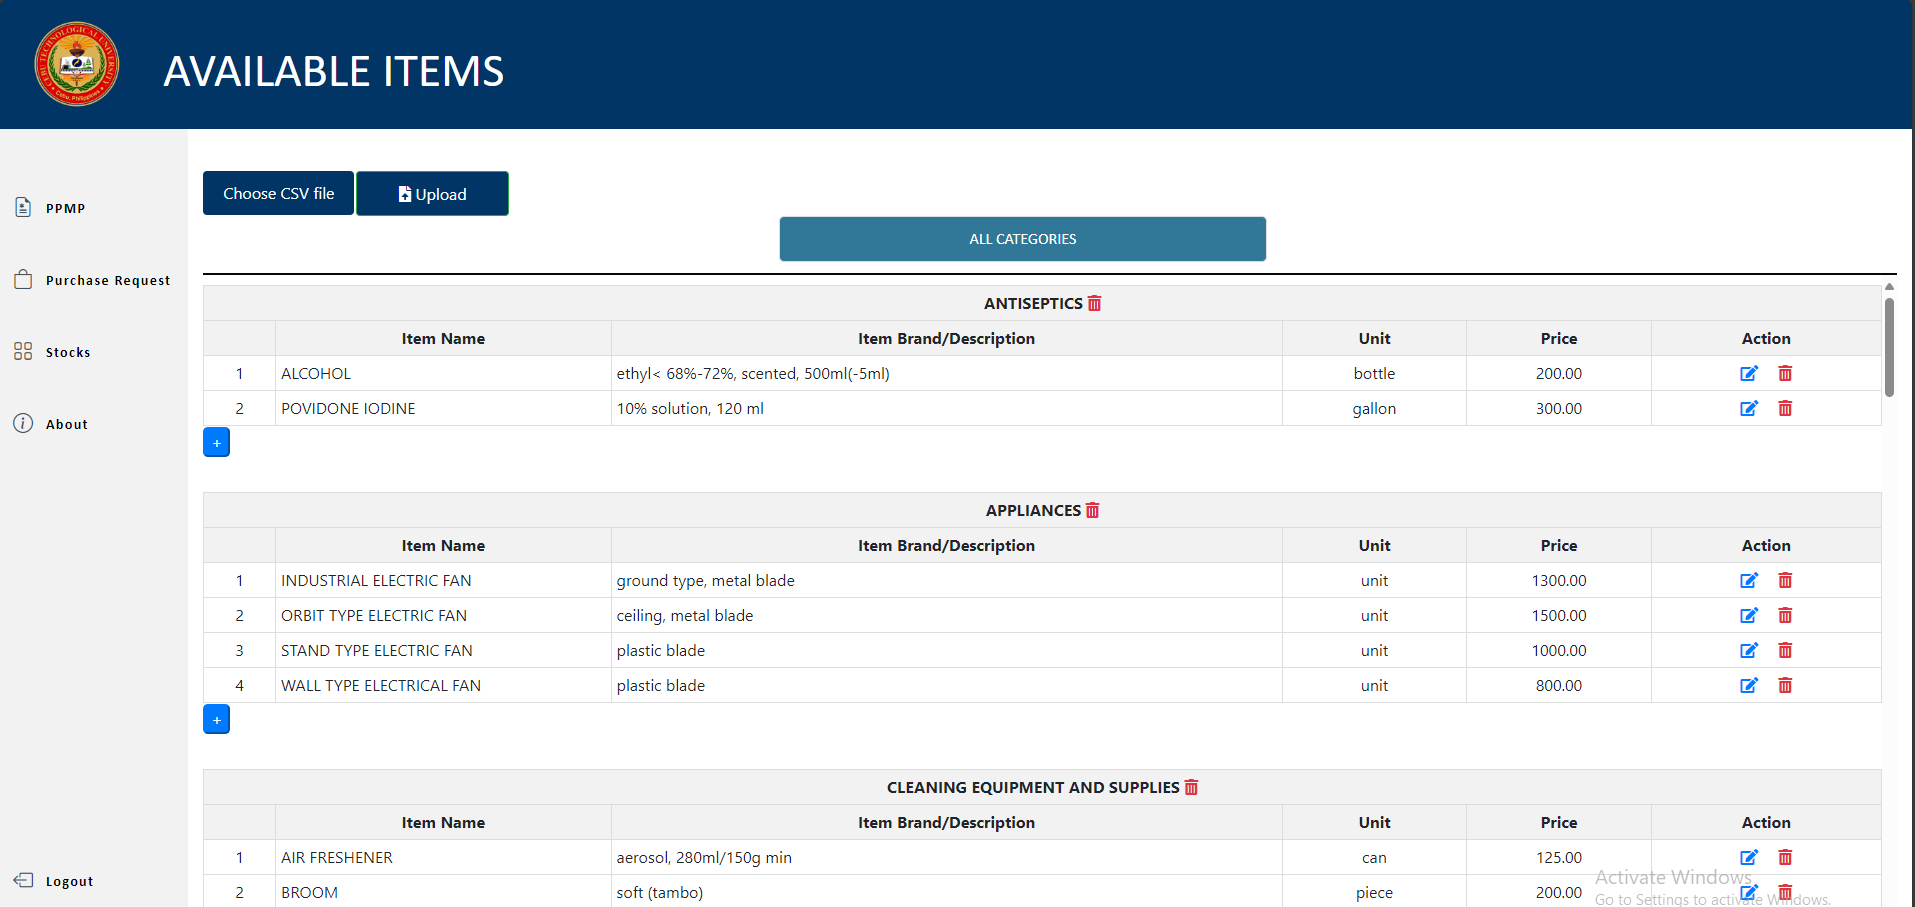 CEBU TECHNOLOGICAL UNIVERSITY
Cebu, Philippines
AVAILABLE ITEMS
PPMP
Purchase Request
Stocks
About
Logout
Choose CSV file
Upload
ALL CATEGORIES
ANTISEPTICS
Item Name Item Brand/Description Unit Price Action
1 ALCOHOL ethyl< 68%-72%, scented, 500ml(-5ml) bottle 200.00
2 POVIDONE IODINE 10% solution, 120 ml gallon 300.00
+
APPLIANCES
Item Name Item Brand/Description Unit Price Action
1 INDUSTRIAL ELECTRIC FAN ground type, metal blade unit 1300.00
2 ORBIT TYPE ELECTRIC FAN ceiling, metal blade unit 1500.00
3 STAND TYPE ELECTRIC FAN plastic blade unit 1000.00
4 WALL TYPE ELECTRICAL FAN plastic blade unit 800.00
+
CLEANING EQUIPMENT AND SUPPLIES
Item Name Item Brand/Description Unit Price Action
1 AIR FRESHENER aerosol, 280ml/150g min can 125.00
2 BROOM soft (tambo) piece 200.00
Activate Windows
Go to Settings to activate Windows.